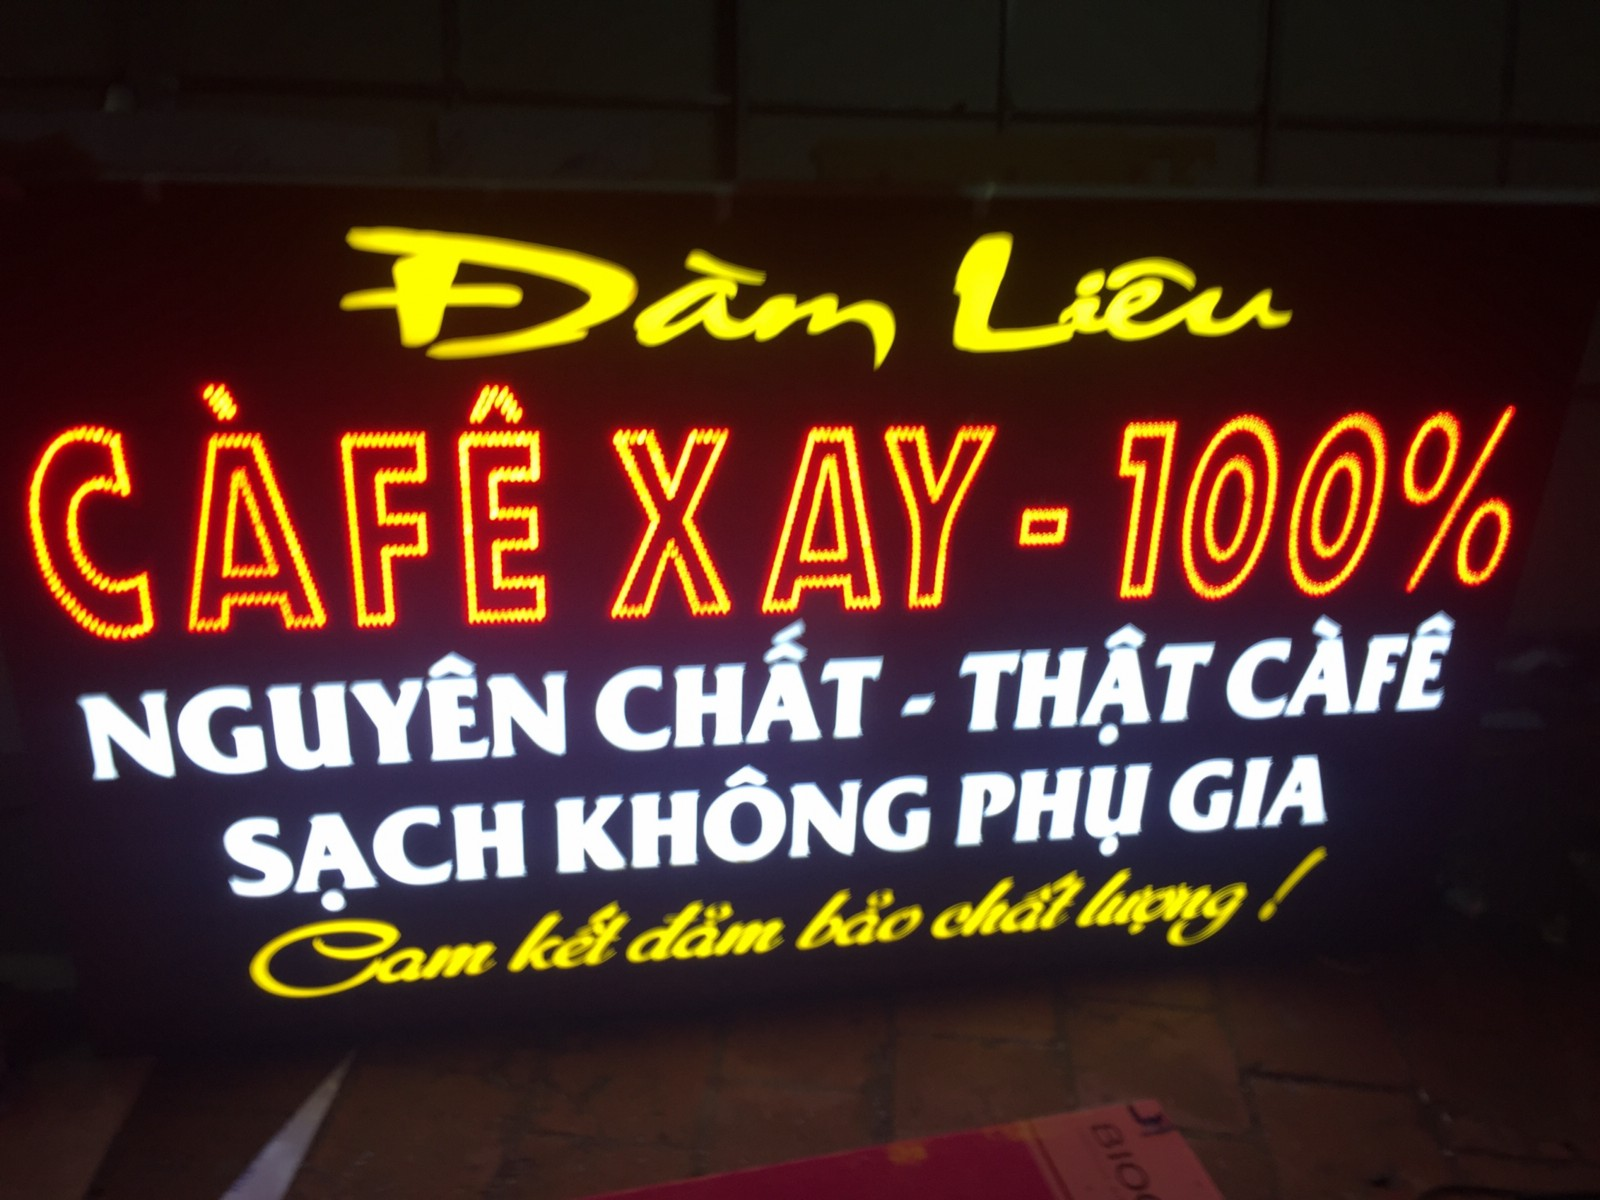 Đàm Liêu
CÀFÊ XAY - 100%
NGUYÊN CHẤT - THẬT CÀFÊ
SẠCH KHÔNG PHỤ GIA
Cam kết đảm bảo chất lượng !